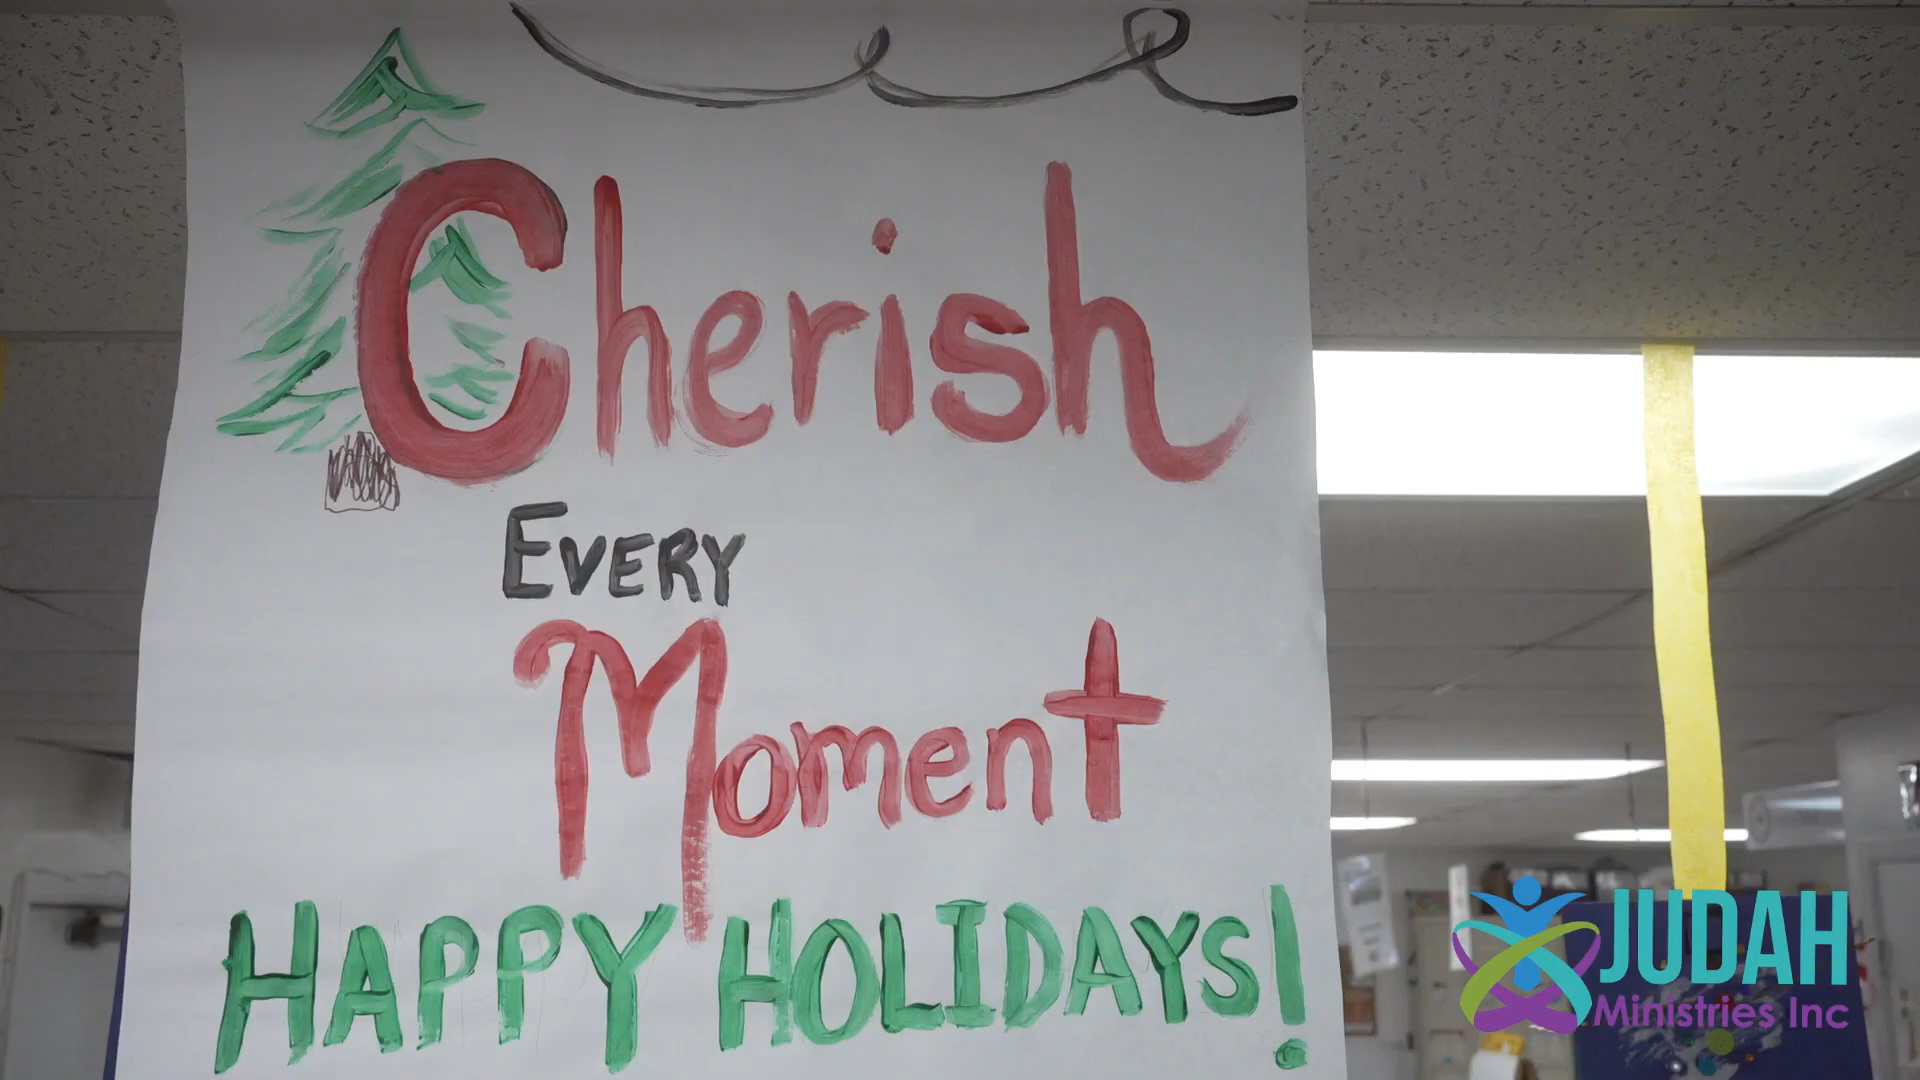 Cherish
EVERY
Moment
HAPPY HOLIDAYS!
JUDAH
Ministries Inc